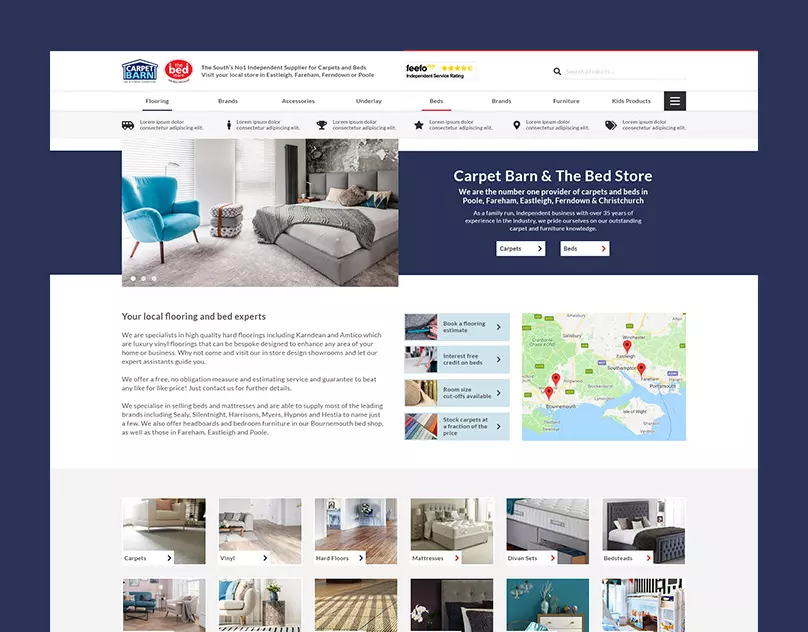 CARPET BARN
the bed store
The South's No1 Independent Supplier for Carpets and Beds
Visit your local store in Eastleigh, Fareham, Ferndown or Poole
feefo
Independent Service Rating
Search products...
Flooring
Brands
Accessories
Underlay
Beds
Brands
Furniture
Kids Products
Lorem ipsum dolor
consectetur adipiscing elit.
Lorem ipsum dolor
consectetur adipiscing elit.
Lorem ipsum dolor
consectetur adipiscing elit.
Lorem ipsum dolor
consectetur adipiscing elit.
Lorem ipsum dolor
consectetur adipiscing elit.
Lorem ipsum dolor
consectetur adipiscing elit.
Carpet Barn & The Bed Store
We are the number one provider of carpets and beds in
Poole, Fareham, Eastleigh, Ferndown & Christchurch
As a family run, independent business with over 35 years of
experience in the industry, we pride ourselves on our outstanding
carpet and furniture knowledge.
Carpets
Beds
Your local flooring and bed experts
We are specialists in high quality hard floorings including Karndean and Amtico which
are luxury vinyl floorings that can be bespoke designed to enhance any area of your
home or business. Why not come and visit our in store design showrooms and let our
expert assistants guide you.
We offer a free, no obligation measure and estimating service and guarantee to beat
any like for like price! Just contact us for further details.
We specialise in selling beds and mattresses and are able to supply most of the leading
brands including Sealy, Silentnight, Harrisons, Myers, Hypnos and Hestia to name just
a few. We also offer headboards and bedroom furniture in our Bournemouth bed shop,
as well as those in Fareham, Eastleigh and Poole.
Book a flooring
estimate
Interest free
credit on beds
Room size
cut-offs available
Stock carpets at
a fraction of the
price
Salisbury
Winchester
Eastleigh
Southampton
Fareham
Portsmouth
Ringwood
Bournemouth
Isle of Wight
Carpets
Vinyl
Hard Floors
Mattresses
Divan Sets
Bedsteads